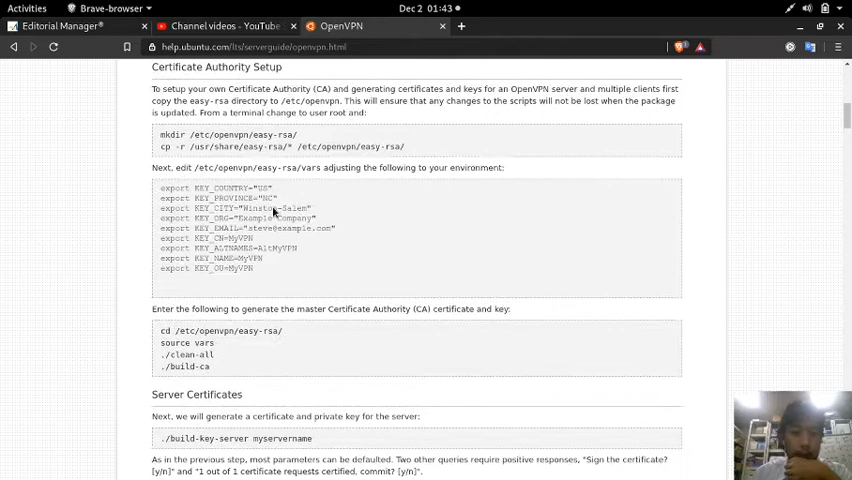 Activities
Brave-browser ▾
Dec 2 01:43
Editorial Manager®
Channel videos - YouTube
OpenVPN
help.ubuntu.com/lts/serverguide/openvpn.html
Certificate Authority Setup
To setup your own Certificate Authority (CA) and generating certificates and keys for an OpenVPN server and multiple clients first
copy the easy-rsa directory to /etc/openvpn. This will ensure that any changes to the scripts will not be lost when the package
is updated. From a terminal change to user root and:
mkdir /etc/openvpn/easy-rsa/
cp -r /usr/share/easy-rsa/* /etc/openvpn/easy-rsa/
Next, edit /etc/openvpn/easy-rsa/vars adjusting the following to your environment:
export KEY_COUNTRY="US"
export KEY_PROVINCE="NC"
export KEY_CITY="Winston-Salem"
export KEY_ORG="Example Company"
export KEY_EMAIL="steve@example.com"
export KEY_CN=MyVPN
export KEY_ALTNAMES=AltMyVPN
export KEY_NAME=MyVPN
export KEY_OU=MyVPN
Enter the following to generate the master Certificate Authority (CA) certificate and key:
cd /etc/openvpn/easy-rsa/
source vars
./clean-all
./build-ca
Server Certificates
Next, we will generate a certificate and private key for the server:
./build-key-server myservername
As in the previous step, most parameters can be defaulted. Two other queries require positive responses, "Sign the certificate?
[y/n]" and "1 out of 1 certificate requests certified, commit? [y/n]".